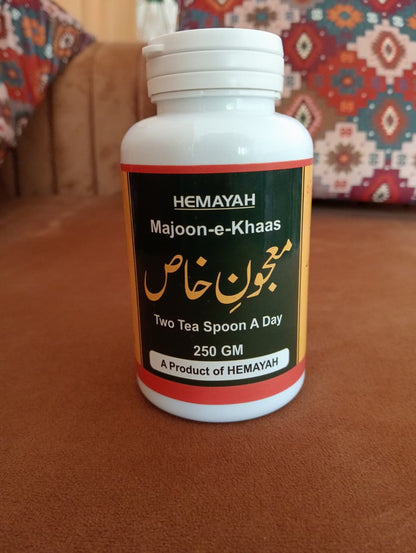 HEMAYAH
Majoon-e-Khaas
معجونِ خاص
Two Tea Spoon A Day
250 GM
A Product of HEMAYAH